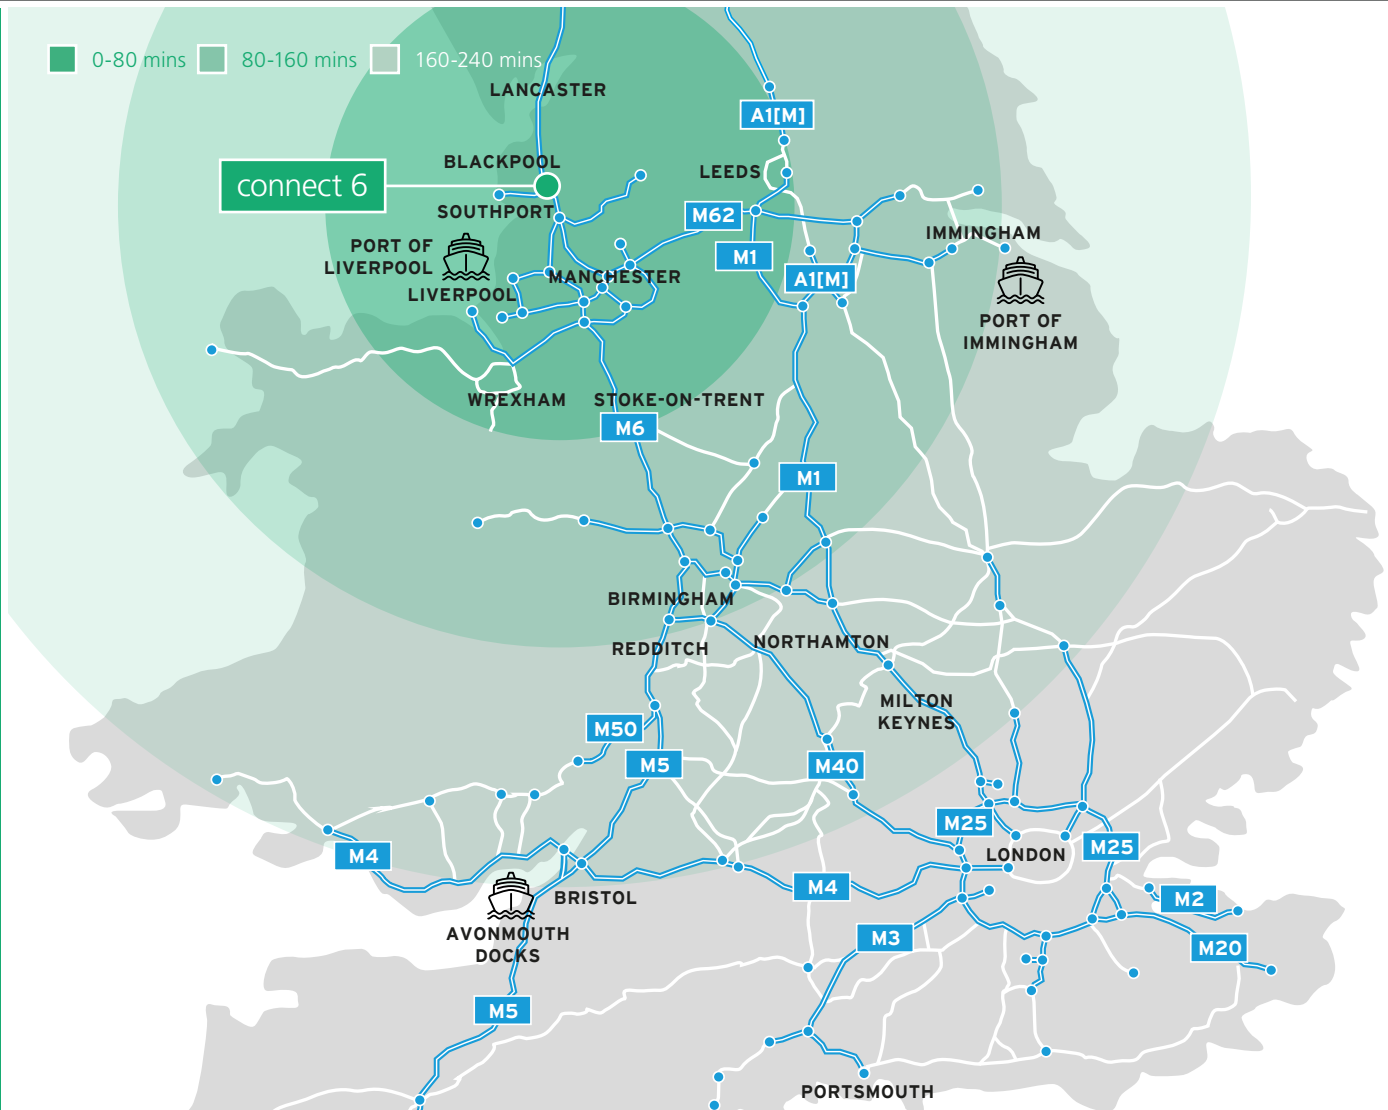 0-80 mins
80-160 mins
160-240 mins
LANCASTER
A1[M]
BLACKPOOL
LEEDS
connect 6
SOUTHPORT
M62
IMMINGHAM
PORT OF
LIVERPOOL
M1
MANCHESTER
A1[M]
LIVERPOOL
PORT OF
IMMINGHAM
WREXHAM
STOKE-ON-TRENT
M6
M1
BIRMINGHAM
REDDITCH
NORTHAMTON
MILTON
KEYNES
M50
M5
M40
M25
LONDON
M25
M4
M4
M2
BRISTOL
AVONMOUTH
DOCKS
M3
M20
M5
PORTSMOUTH